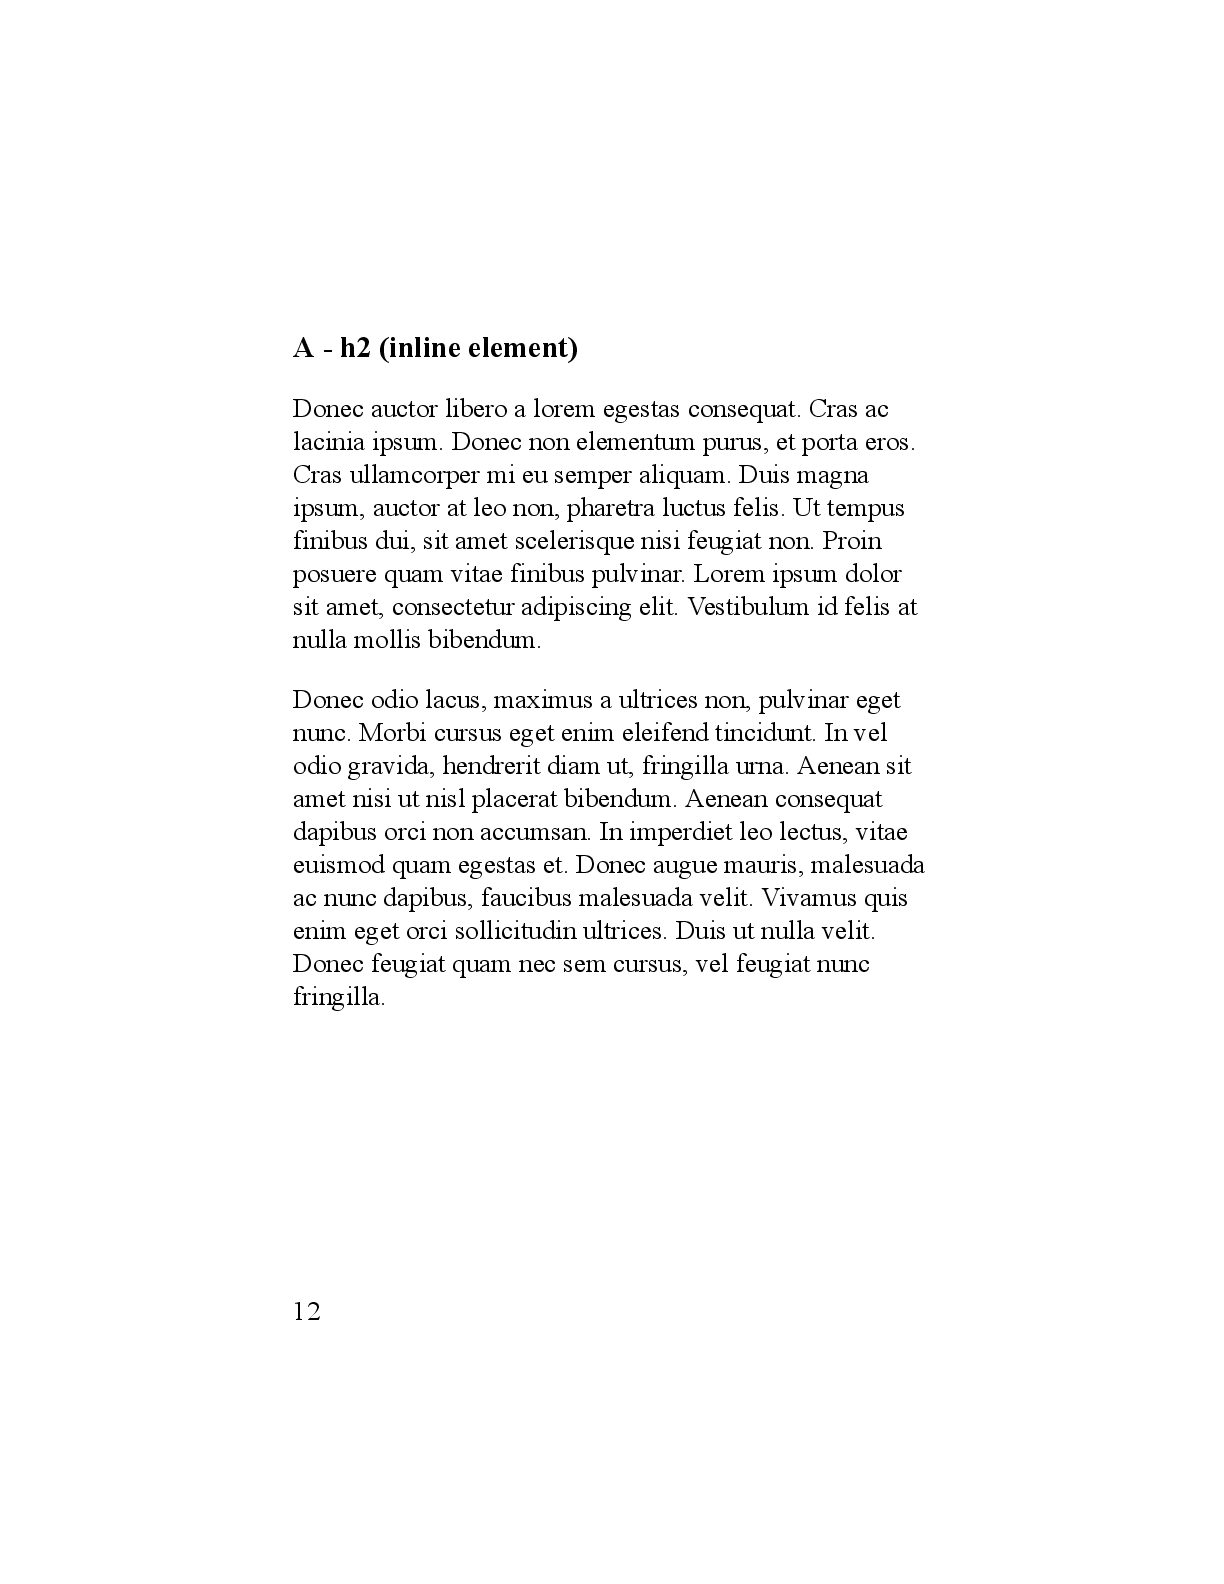 A - h2 (inline element)
Donec auctor libero a lorem egestas consequat. Cras ac
lacinia ipsum. Donec non elementum purus, et porta eros.
Cras ullamcorper mi eu semper aliquam. Duis magna
ipsum, auctor at leo non, pharetra luctus felis. Ut tempus
finibus dui, sit amet scelerisque nisi feugiat non. Proin
posuere quam vitae finibus pulvinar. Lorem ipsum dolor
sit amet, consectetur adipiscing elit. Vestibulum id felis at
nulla mollis bibendum.
Donec odio lacus, maximus a ultrices non, pulvinar eget
nunc. Morbi cursus eget enim eleifend tincidunt. In vel
odio gravida, hendrerit diam ut, fringilla urna. Aenean sit
amet nisi ut nisl placerat bibendum. Aenean consequat
dapibus orci non accumsan. In imperdiet leo lectus, vitae
euismod quam egestas et. Donec augue mauris, malesuada
ac nunc dapibus, faucibus malesuada velit. Vivamus quis
enim eget orci sollicitudin ultrices. Duis ut nulla velit.
Donec feugiat quam nec sem cursus, vel feugiat nunc
fringilla.
12